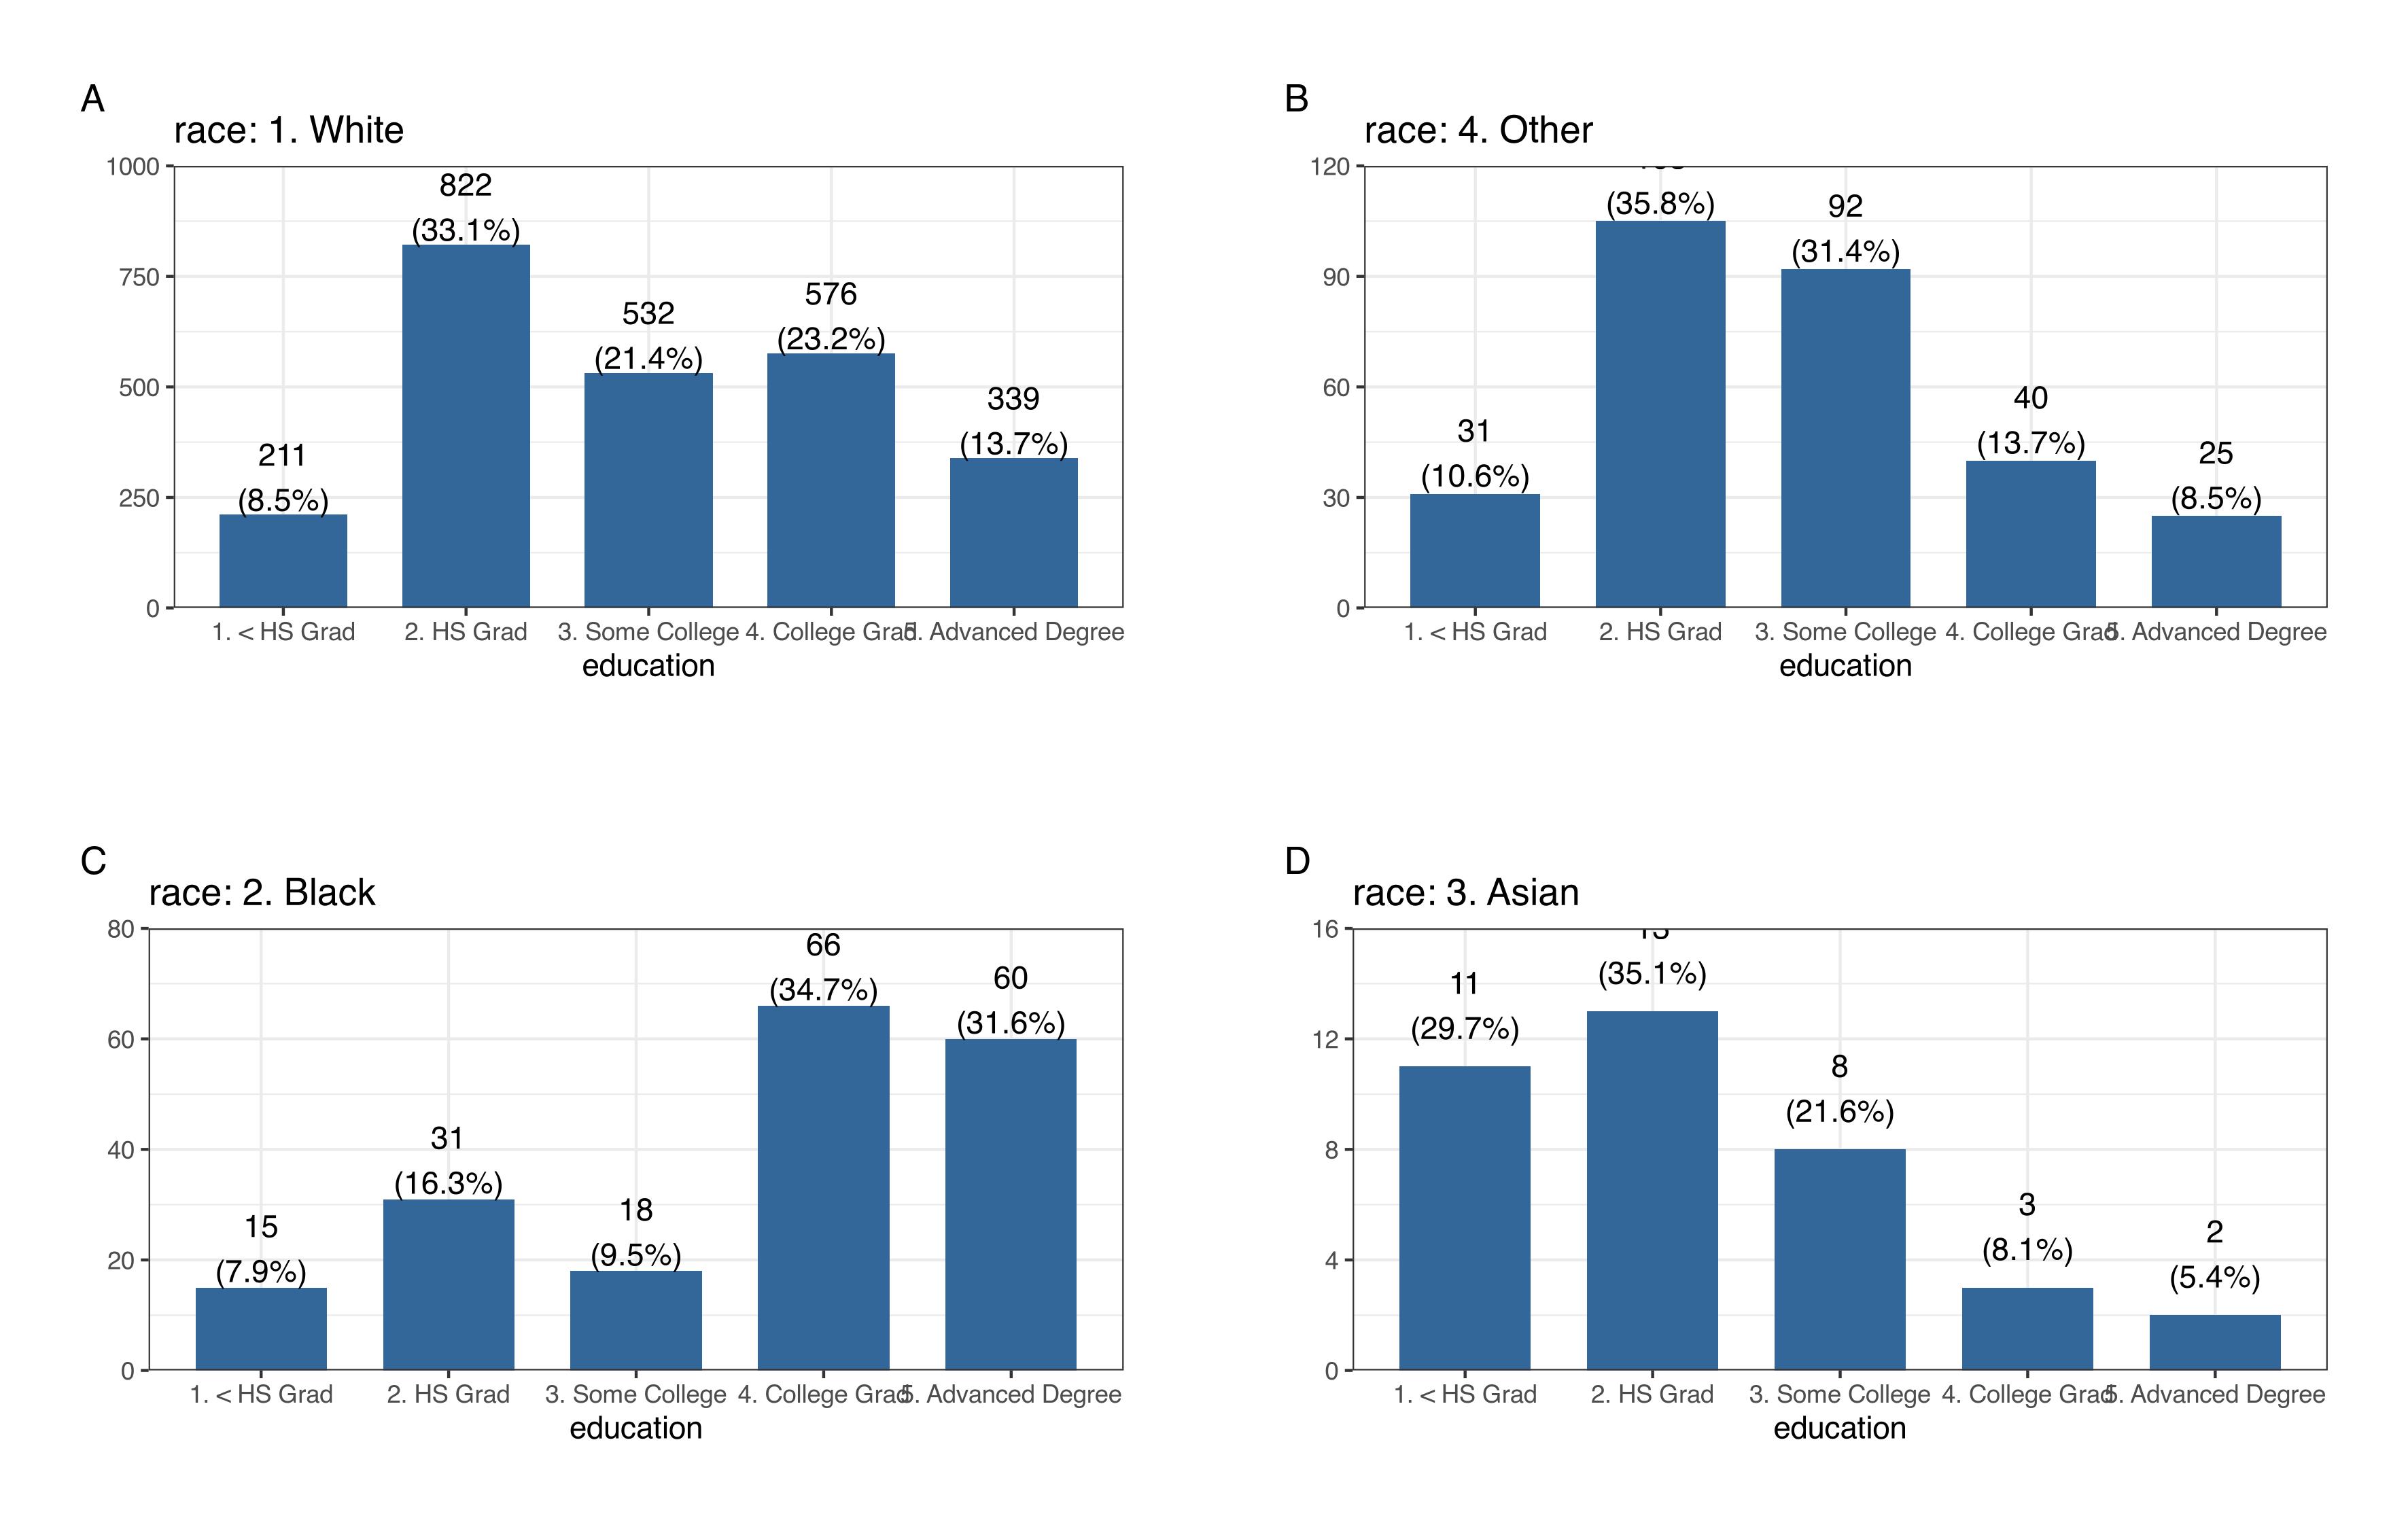 A
race: 1. White
1000
750
500
250
0
211
(8.5%)
822
(33.1%)
532
(21.4%)
576
(23.2%)
339
(13.7%)
1. < HS Grad
2. HS Grad
3. Some College
4. College Grad
5. Advanced Degree
education
B
race: 4. Other
120
90
60
30
0
31
(10.6%)
(35.8%)
92
(31.4%)
40
(13.7%)
25
(8.5%)
1. < HS Grad
2. HS Grad
3. Some College
4. College Grad
5. Advanced Degree
education
C
race: 2. Black
80
60
40
20
0
15
(7.9%)
31
(16.3%)
18
(9.5%)
66
(34.7%)
60
(31.6%)
1. < HS Grad
2. HS Grad
3. Some College
4. College Grad
5. Advanced Degree
education
D
race: 3. Asian
16
12
8
4
0
11
(29.7%)
(35.1%)
8
(21.6%)
3
(8.1%)
2
(5.4%)
1. < HS Grad
2. HS Grad
3. Some College
4. College Grad
5. Advanced Degree
education